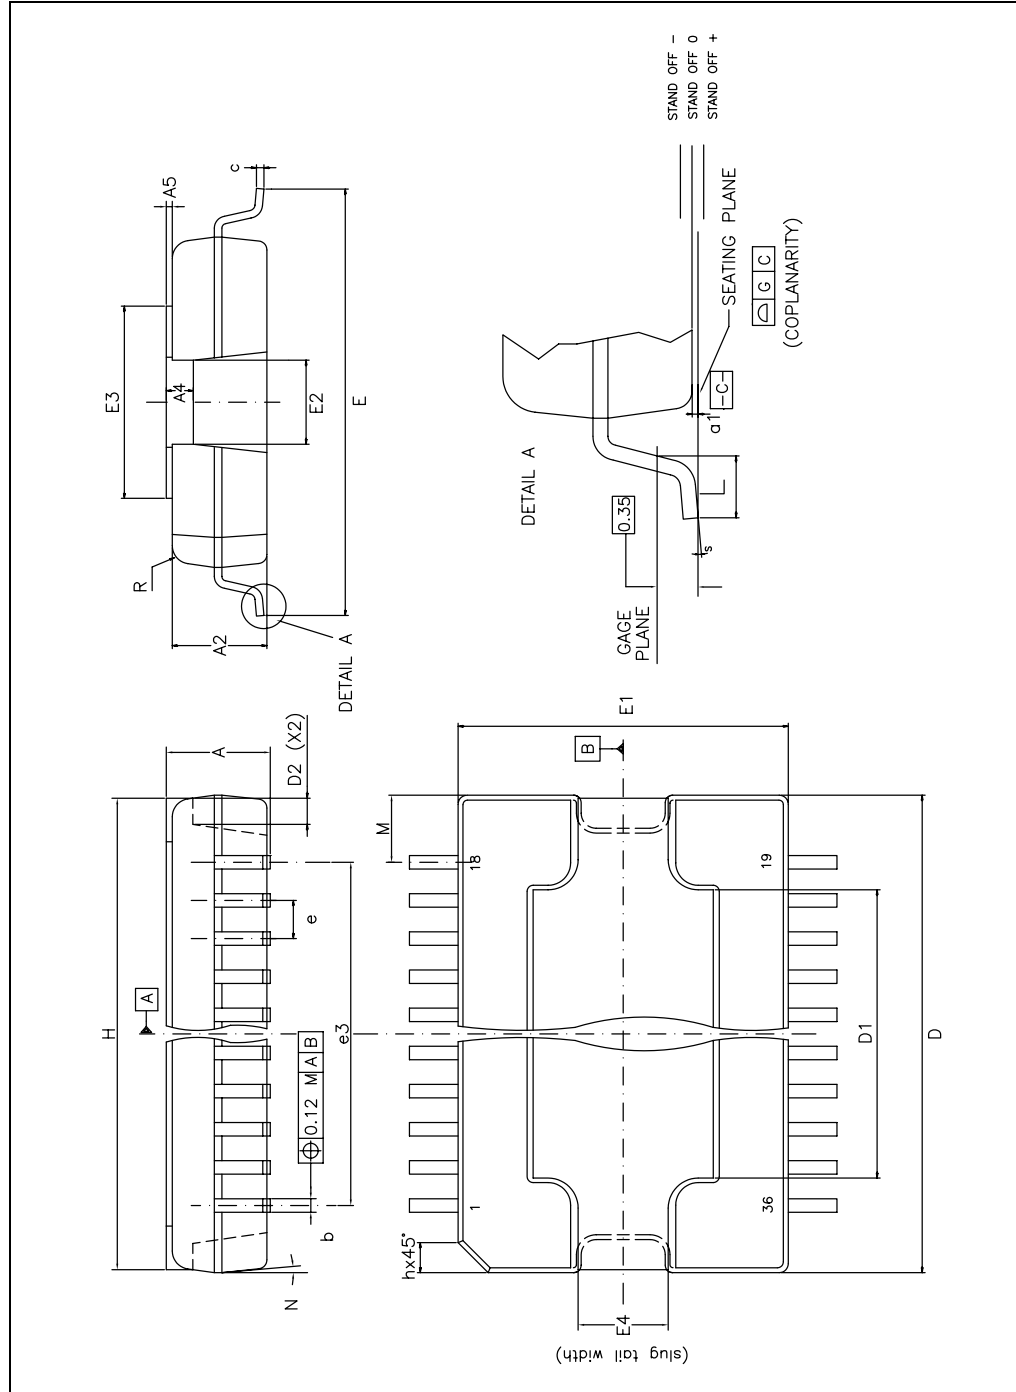 STAND OFF -
STAND OFF 0
STAND OFF +
c
A5
E3
A4
E2
E
R
A2
DETAIL A
DETAIL A
SEATING PLANE
G C
(COPLANARITY)
a1
-C-
L
s
0.35
GAGE
PLANE
H
A
A
D2 (X2)
e
e3
0.12 M A B
b
N
M
E1
B
18
19
1
36
D1
D
hx45°
E4
(slug tail width)